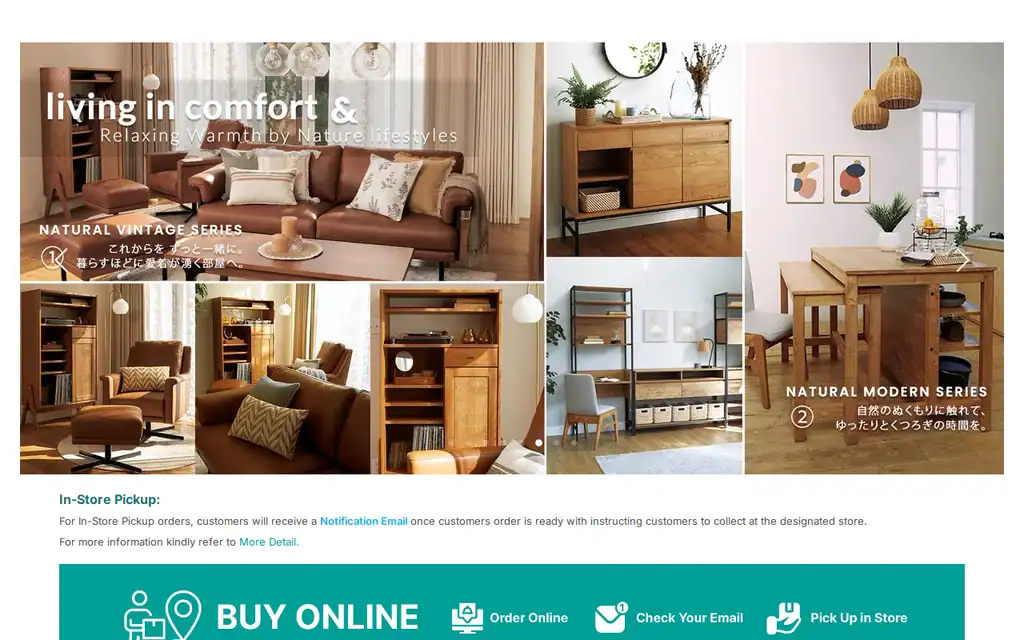 living in comfort &
Relaxing Warmth by Nature lifestyles
NATURAL VINTAGE SERIES
1 これからを ずっと一緒に。
暮らすほどに愛着が湧く部屋へ。
NATURAL MODERN SERIES
2 自然のぬくもりに触れて、
ゆったりとくつろぎの時間を。
In-Store Pickup:
For In-Store Pickup orders, customers will receive a Notification Email once customers order is ready with instructing customers to collect at the designated store.
For more information kindly refer to More Detail.
BUY ONLINE
Order Online
1
Check Your Email
Pick Up in Store